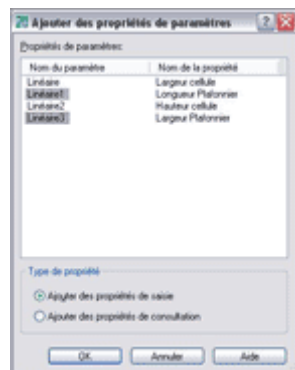 Ajouter des propriétés de paramètres
Propriétés de paramètres:
Nom du paramètre Nom de la propriété
Linéaire Largeur cellule
Linéaire1 Longueur Plafonnier
Linéaire2 Hauteur cellule
Linéaire3 Largeur Plafonnier
Type de propriété
Ajouter des propriétés de saisie
Ajouter des propriétés de consultation
OK Annuler Aide